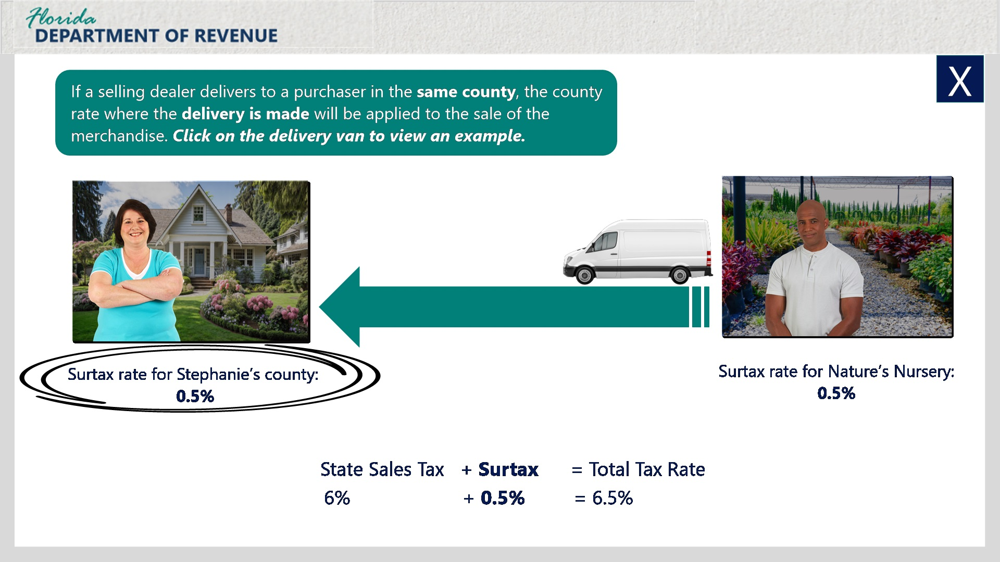 Florida
DEPARTMENT OF REVENUE
X
If a selling dealer delivers to a purchaser in the same county, the county
rate where the delivery is made will be applied to the sale of the
merchandise. Click on the delivery van to view an example.
Surtax rate for Stephanie’s county:
0.5%
Surtax rate for Nature’s Nursery:
0.5%
State Sales Tax + Surtax = Total Tax Rate
6% + 0.5% = 6.5%